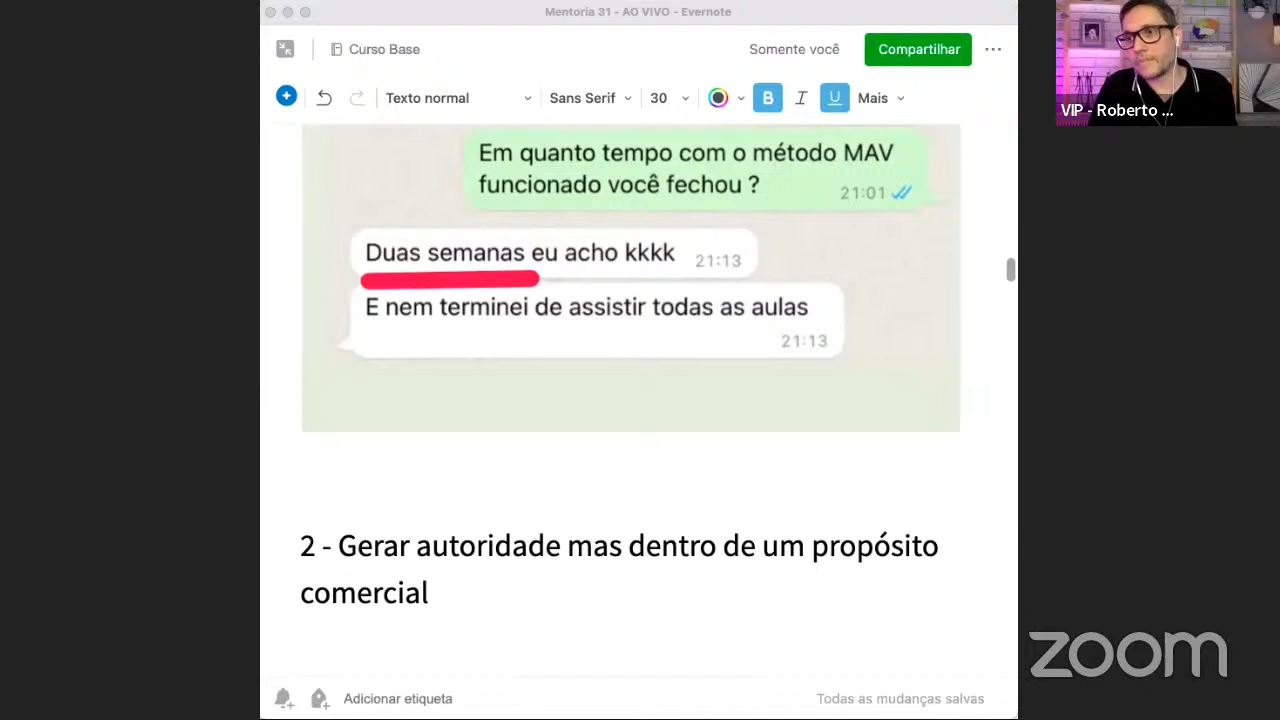 Mentoria 31 - AO VIVO - Evernote
Curso Base
Somente você
Compartilhar
Texto normal
Sans Serif
30
B
I
U
Mais
VIP - Roberto ...
Em quanto tempo com o método MAV
funcionado você fechou ?
21:01
Duas semanas eu acho kkkk
21:13
E nem terminei de assistir todas as aulas
21:13
2 - Gerar autoridade mas dentro de um propósito
comercial
zoom
Adicionar etiqueta
Todas as mudanças salvas